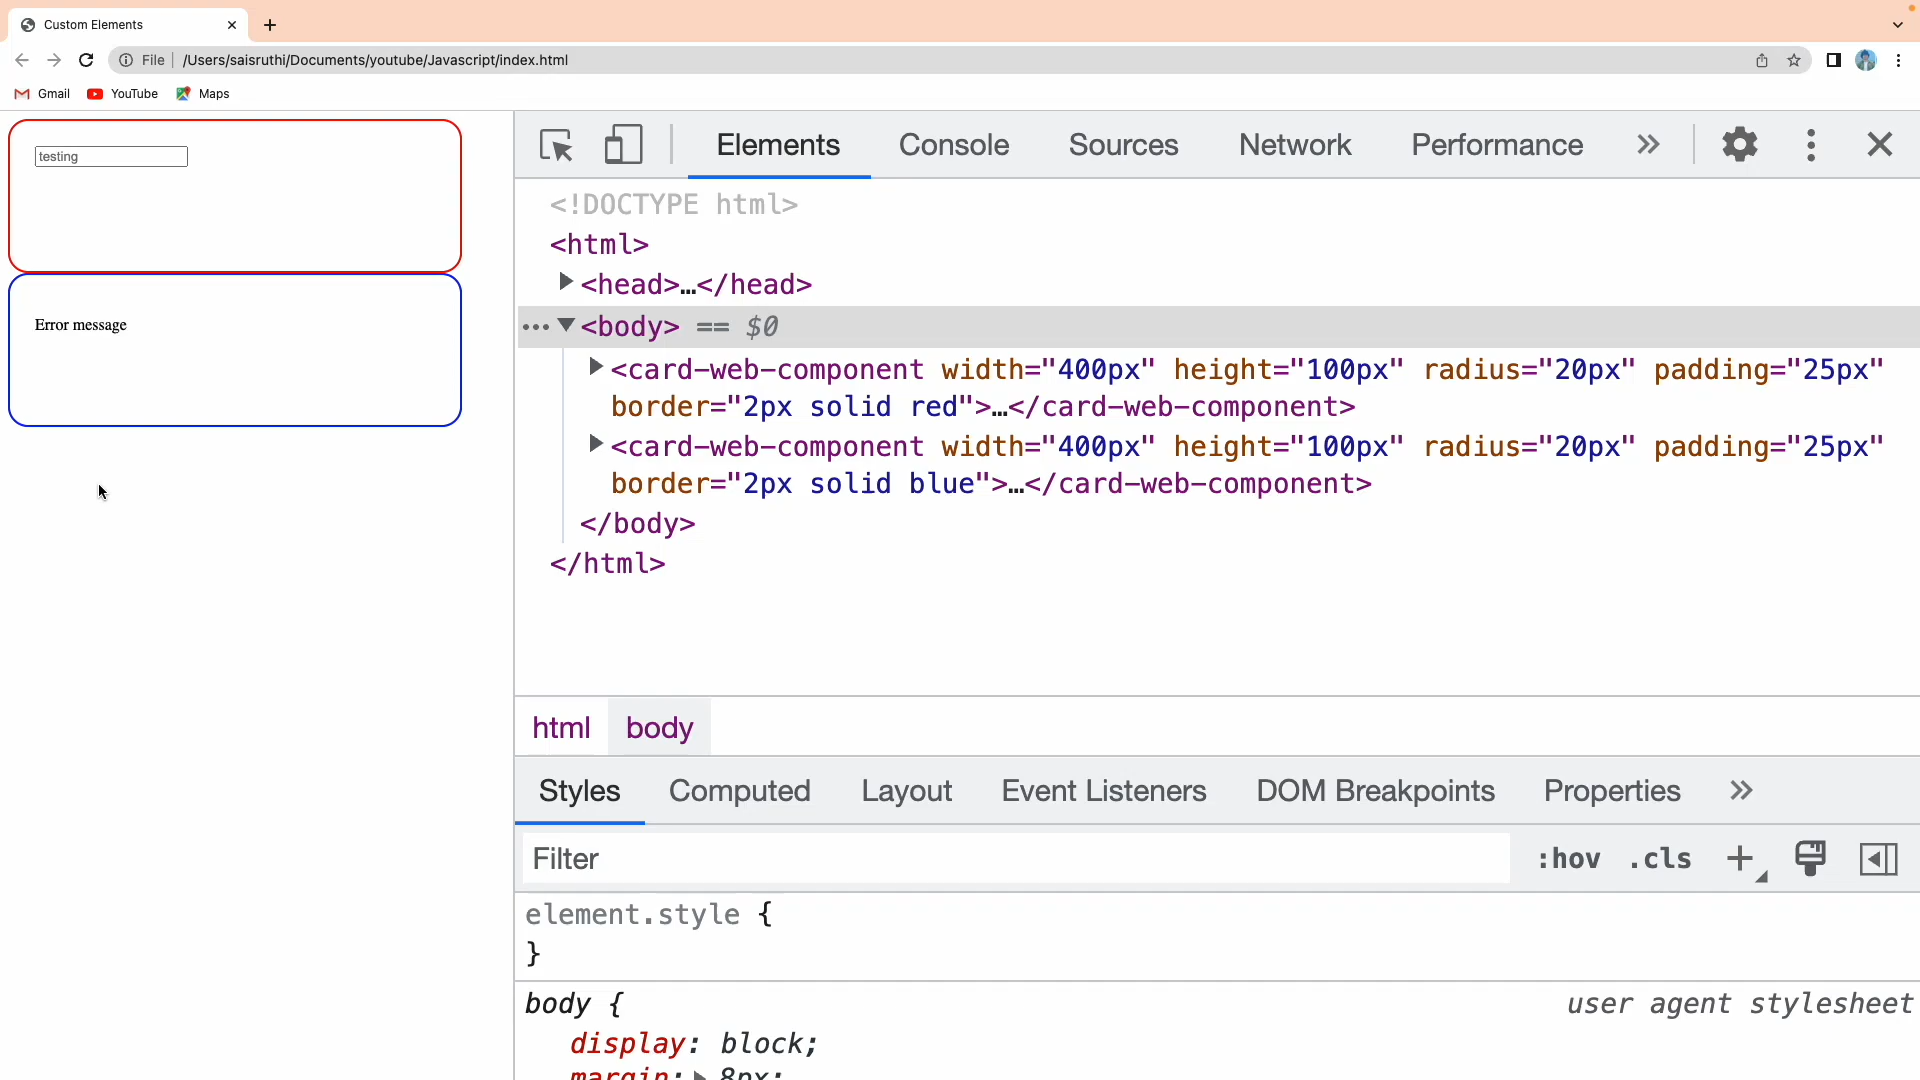 Custom Elements
File /Users/saisruthi/Documents/youtube/Javascript/index.html
Gmail YouTube Maps
testing
Error message
Elements Console Sources Network Performance
<!DOCTYPE html>
<html>
<head>…</head>
<body> == $0
<card-web-component width="400px" height="100px" radius="20px" padding="25px"
border="2px solid red">…</card-web-component>
<card-web-component width="400px" height="100px" radius="20px" padding="25px"
border="2px solid blue">…</card-web-component>
</body>
</html>
html body
Styles Computed Layout Event Listeners DOM Breakpoints Properties
Filter :hov .cls
element.style {
}
body { user agent stylesheet
display: block;
margin: 8px;